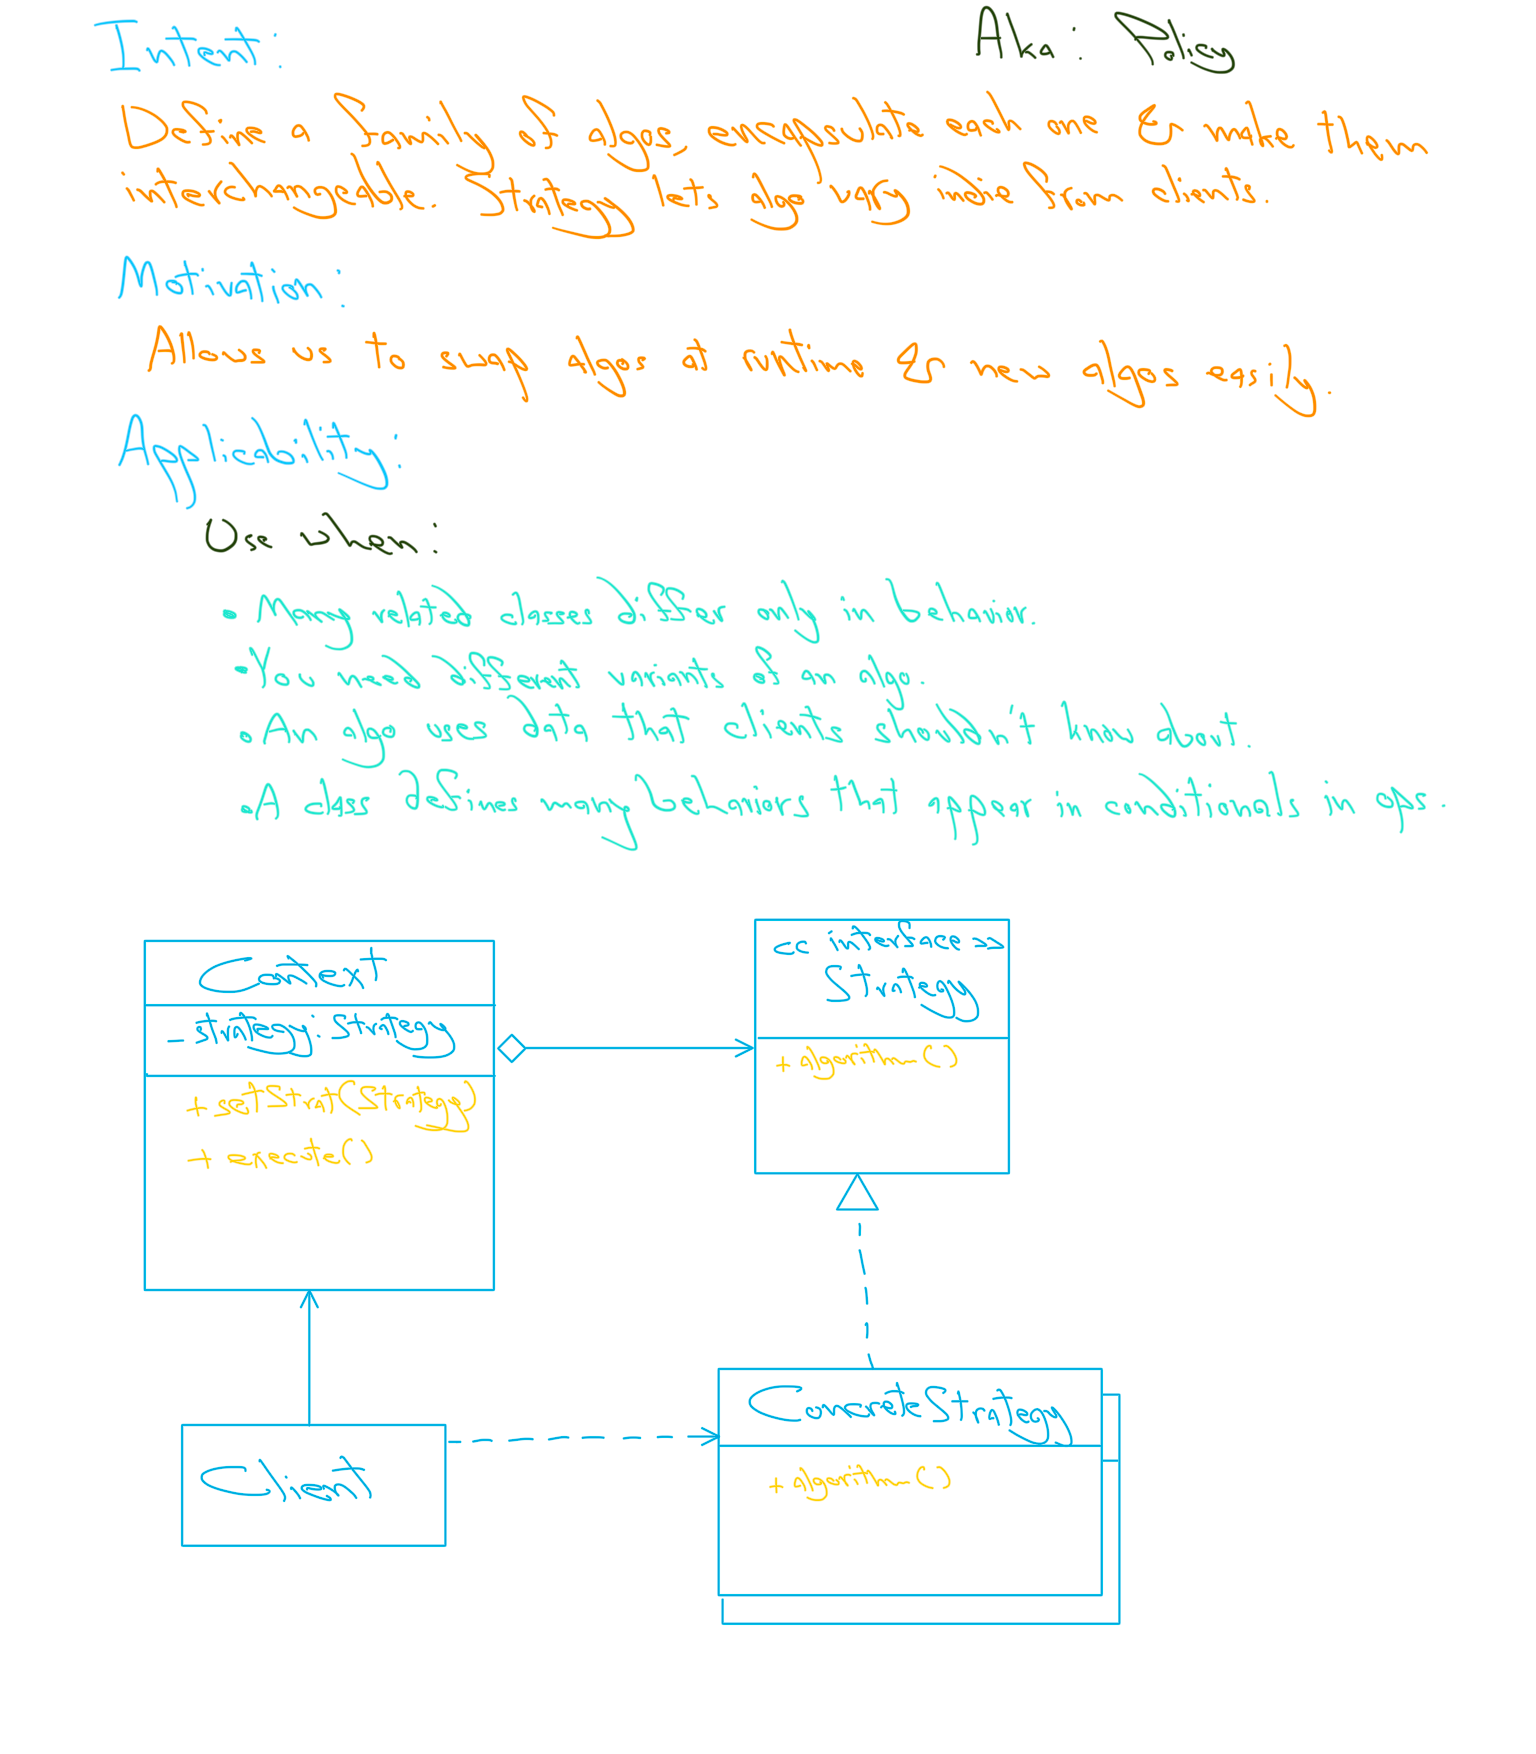 Intent:
Aka: Policy
Define a family of algos, encapsulate each one & make them
interchangeable. Strategy lets algo vary indie from clients.
Motivation:
Allows us to swap algos at runtime & new algos easily.
Applicability:
Use when:
• Many related classes differ only in behavior.
• You need different variants of an algo.
• An algo uses data that clients shouldn't know about.
• A class defines many behaviors that appear in conditionals in ops.
Context
- strategy: Strategy
+ setStrat(Strategy)
+ execute()
<< interface >>
Strategy
+ algorithm()
Client
ConcreteStrategy
+ algorithm()